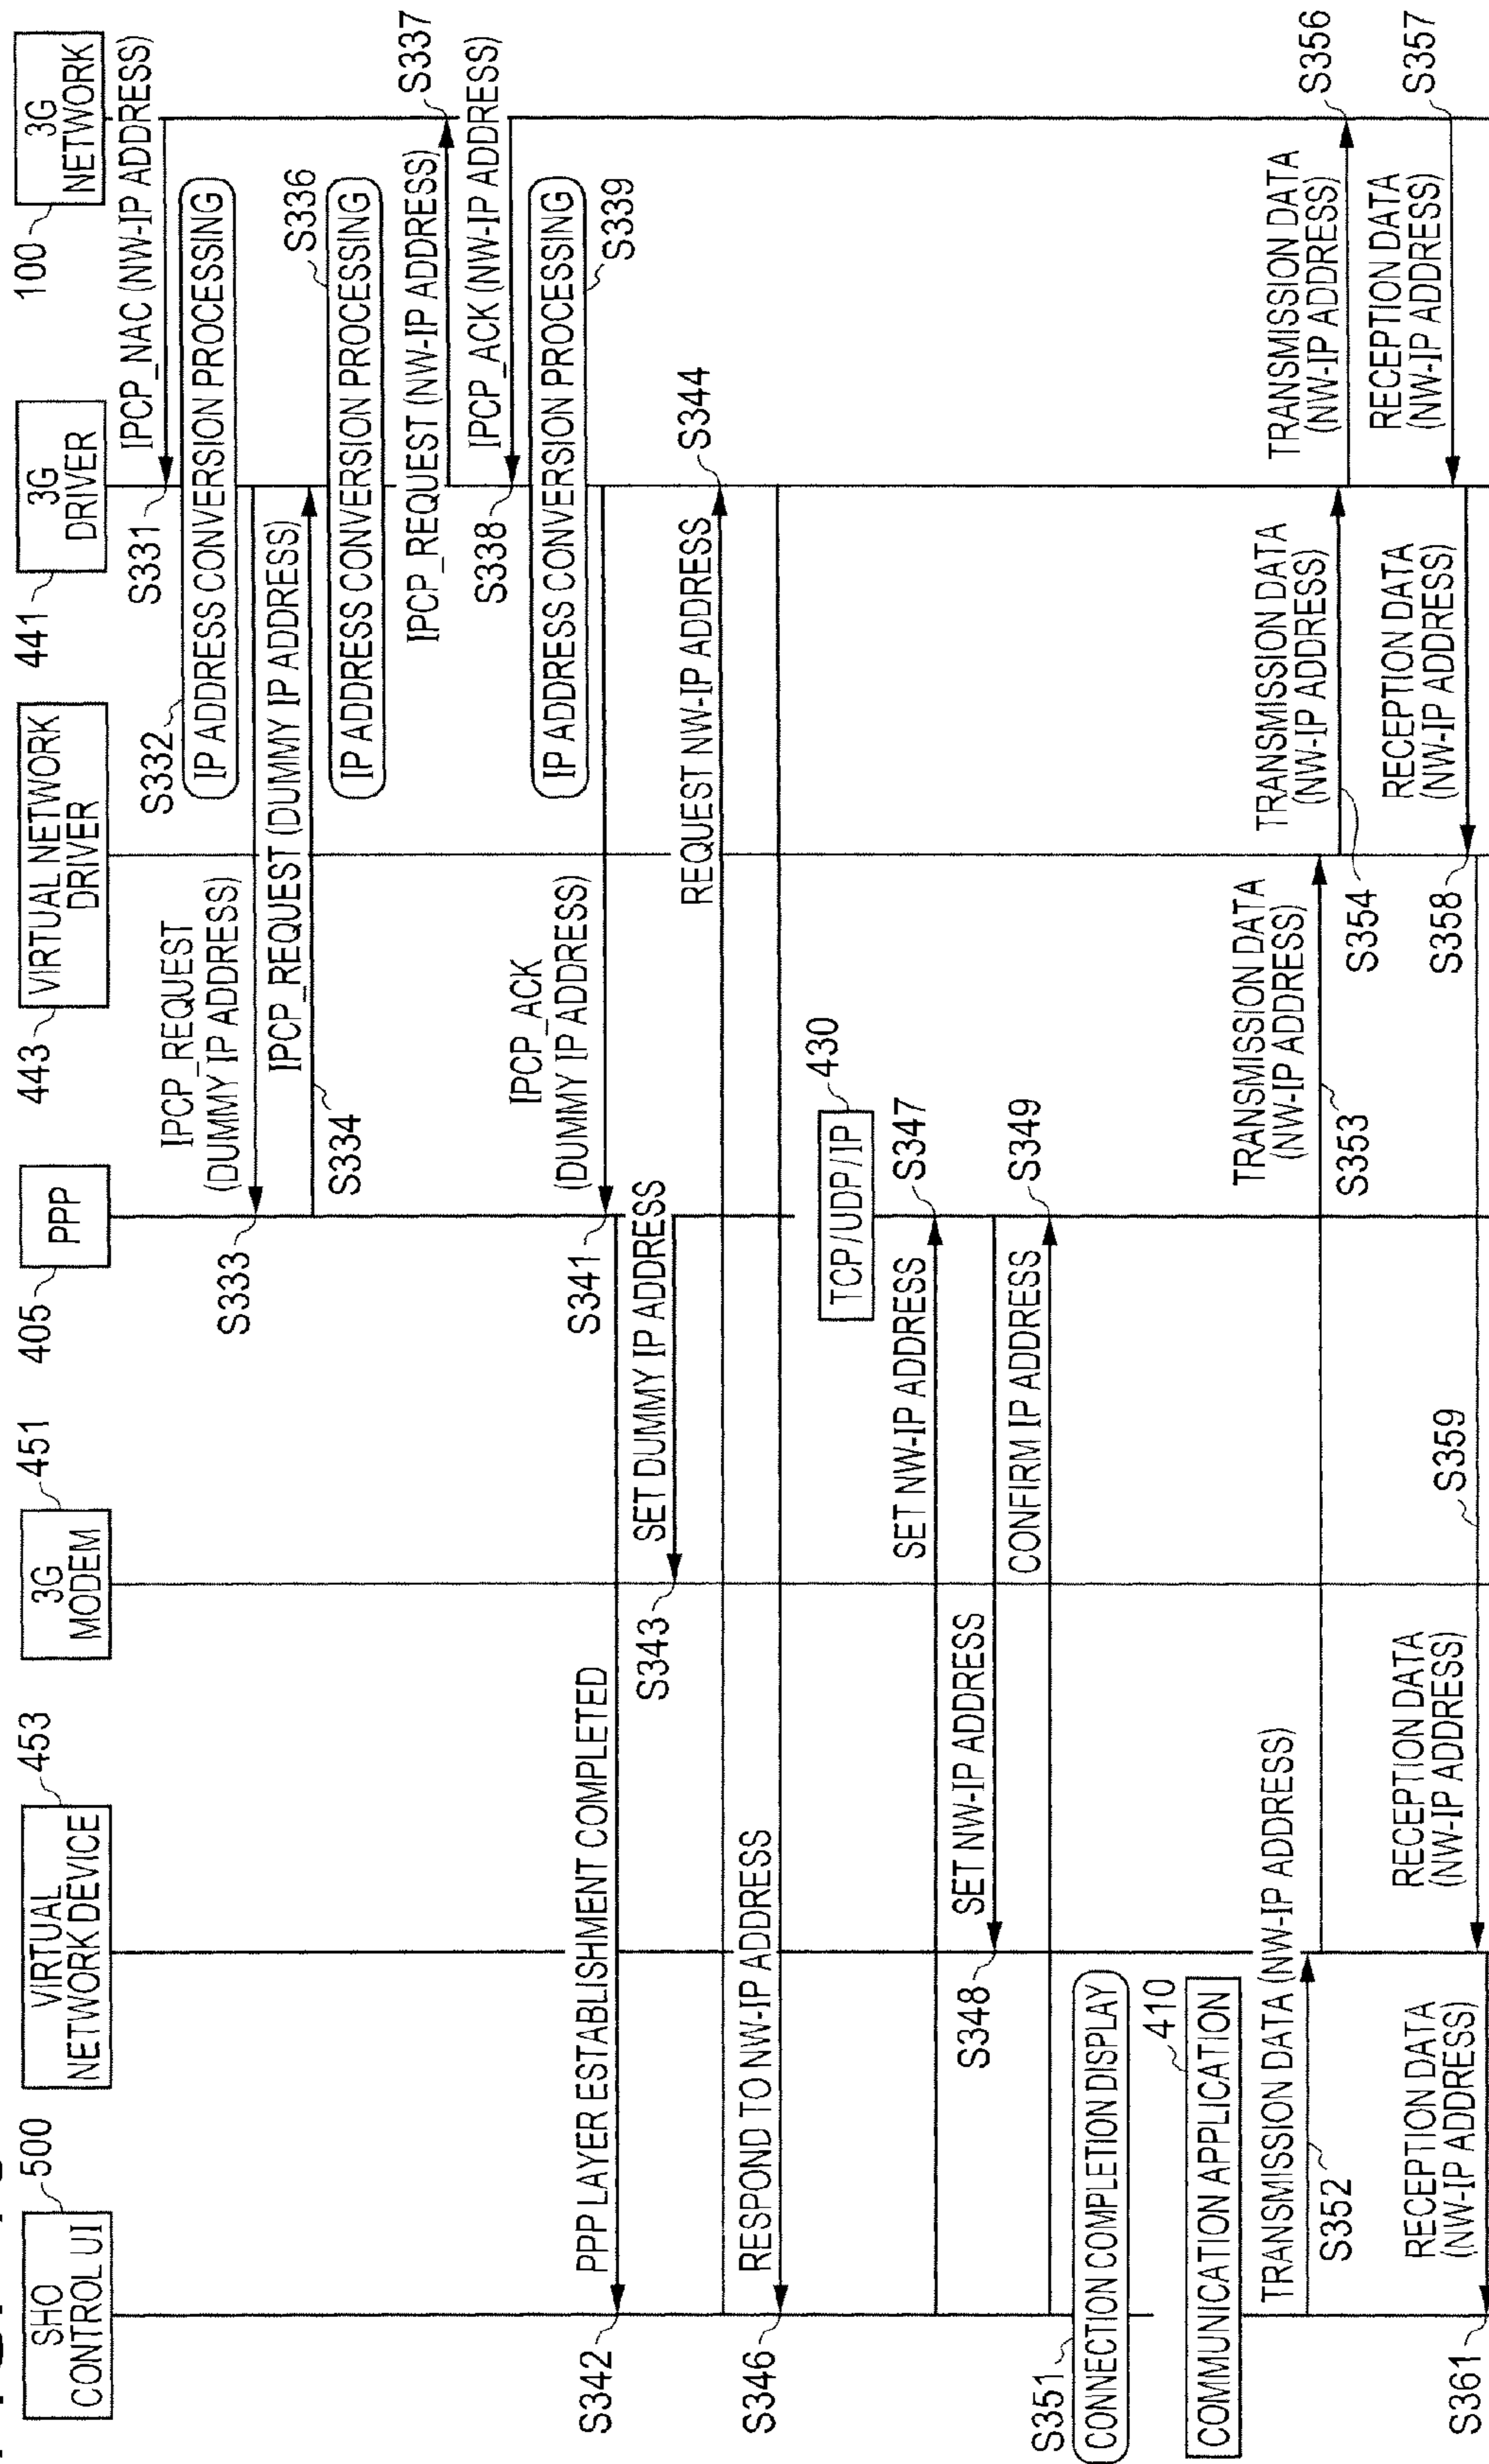 500
SHO
CONTROL UI
453
VIRTUAL
NETWORK DEVICE
451
3G
MODEM
405
PPP
443
VIRTUAL NETWORK
DRIVER
441
3G
DRIVER
100
3G
NETWORK
IPCP_NAC (NW-IP ADDRESS)
S331
S332
IP ADDRESS CONVERSION PROCESSING
IPCP_REQUEST
(DUMMY IP ADDRESS)
S333
IPCP_REQUEST (DUMMY IP ADDRESS)
S334
S336
IP ADDRESS CONVERSION PROCESSING
IPCP_REQUEST (NW-IP ADDRESS)
S337
IPCP_ACK (NW-IP ADDRESS)
S338
IP ADDRESS CONVERSION PROCESSING
S339
IPCP_ACK
(DUMMY IP ADDRESS)
S341
PPP LAYER ESTABLISHMENT COMPLETED
S342
SET DUMMY IP ADDRESS
S343
REQUEST NW-IP ADDRESS
S344
RESPOND TO NW-IP ADDRESS
S346
430
TCP/UDP/IP
SET NW-IP ADDRESS
S347
SET NW-IP ADDRESS
S348
CONFIRM IP ADDRESS
S349
S351
CONNECTION COMPLETION DISPLAY
410
COMMUNICATION APPLICATION
TRANSMISSION DATA (NW-IP ADDRESS)
S352
TRANSMISSION DATA
(NW-IP ADDRESS)
S353
TRANSMISSION DATA
(NW-IP ADDRESS)
S354
TRANSMISSION DATA
(NW-IP ADDRESS)
S356
RECEPTION DATA
(NW-IP ADDRESS)
S357
RECEPTION DATA
(NW-IP ADDRESS)
S358
RECEPTION DATA
(NW-IP ADDRESS)
S359
RECEPTION DATA
(NW-IP ADDRESS)
S361